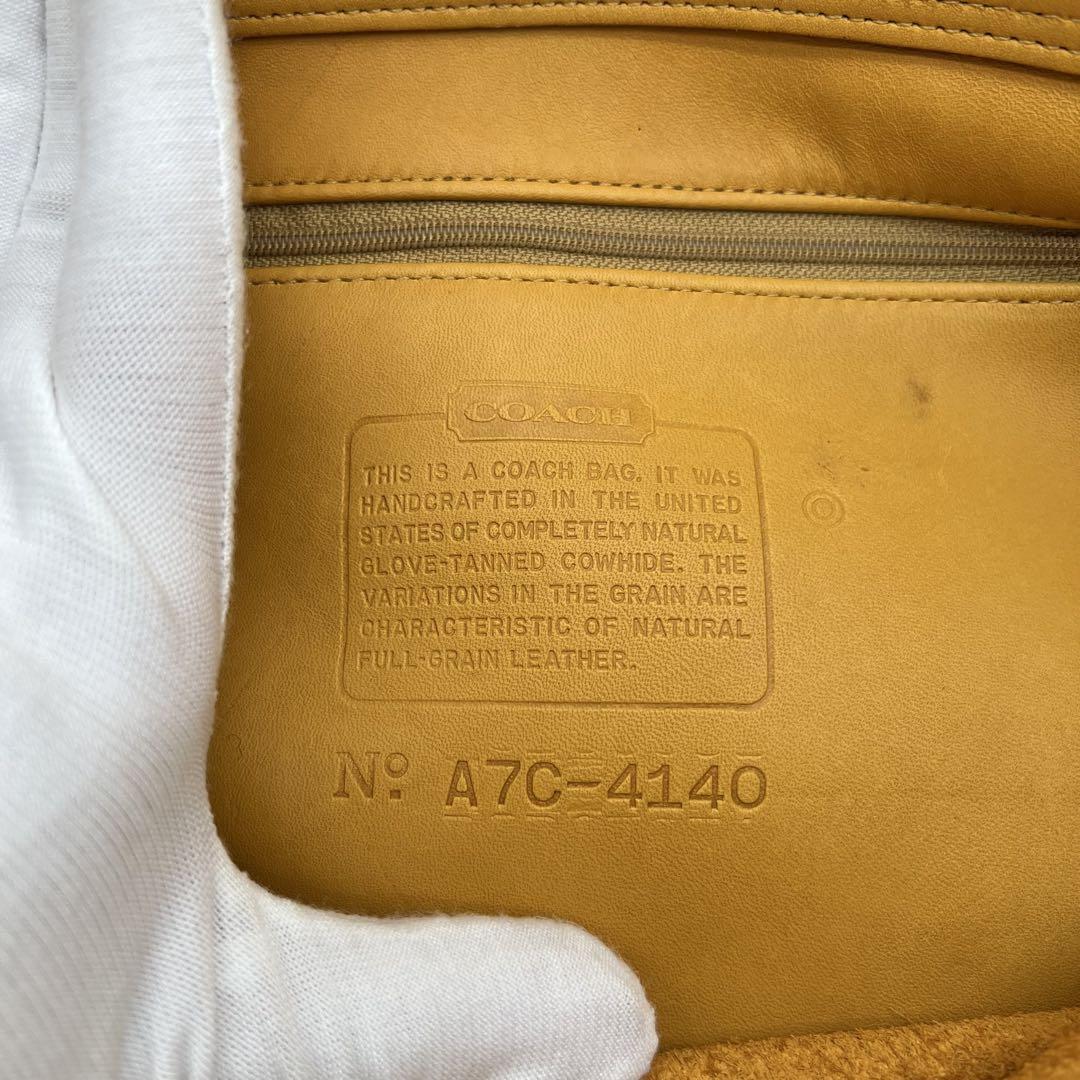 COACH
THIS IS A COACH BAG. IT WAS
HANDCRAFTED IN THE UNITED
STATES OF COMPLETELY NATURAL
GLOVE-TANNED COWHIDE. THE
VARIATIONS IN THE GRAIN ARE
CHARACTERISTIC OF NATURAL
FULL-GRAIN LEATHER.
Nº: A7C-4140